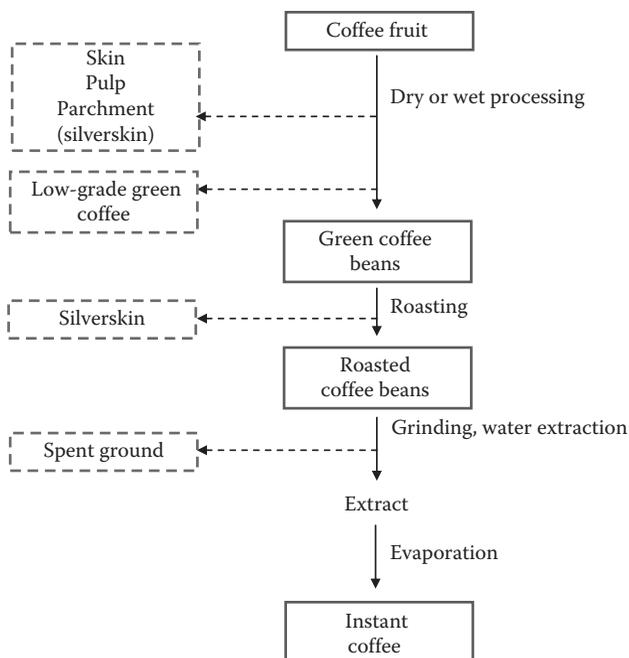 Coffee fruit
Skin
Pulp
Parchment
(silverskin)
Dry or wet processing
Low-grade green
coffee
Green coffee
beans
Roasting
Silverskin
Roasted
coffee beans
Grinding, water extraction
Spent ground
Extract
Evaporation
Instant
coffee